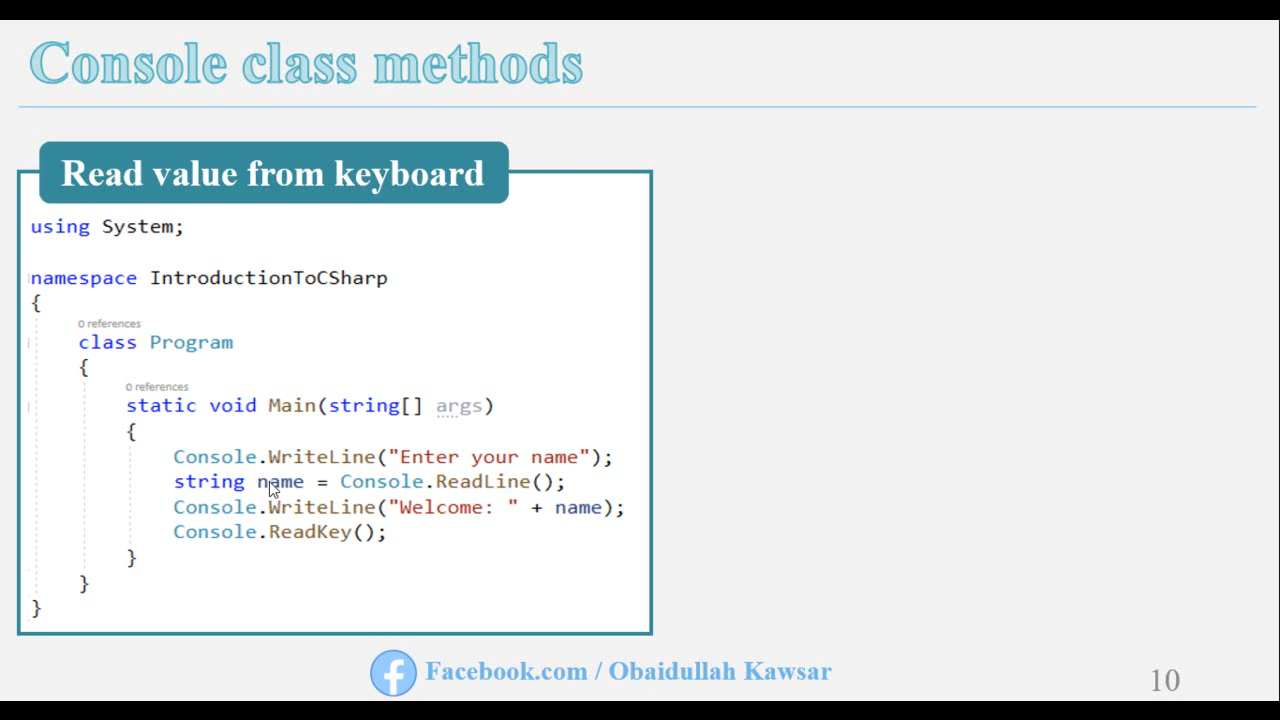 Console class methods
Read value from keyboard
using System;
namespace IntroductionToCSharp
{
0 references
class Program
{
0 references
static void Main(string[] args)
{
Console.WriteLine("Enter your name");
string name = Console.ReadLine();
Console.WriteLine("Welcome: " + name);
Console.ReadKey();
}
}
}
Facebook.com / Obaidullah Kawsar
10